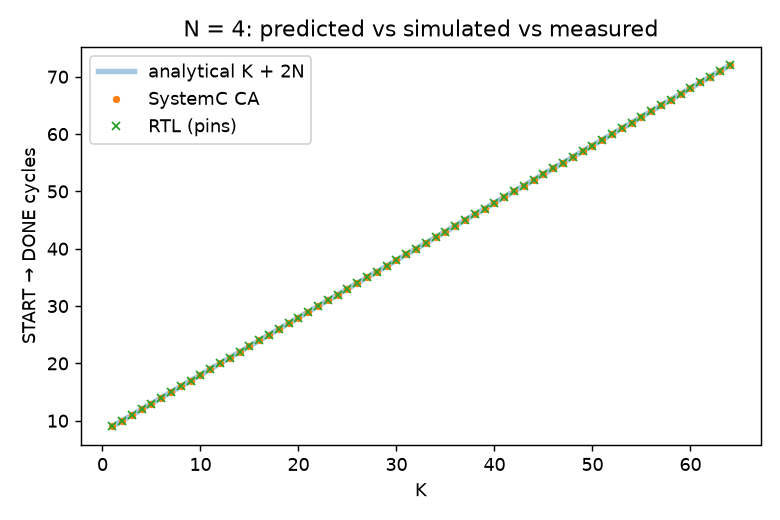 N = 4: predicted vs simulated vs measured
analytical K + 2N
SystemC CA
RTL (pins)
START → DONE cycles
70
60
50
40
30
20
10
0 10 20 30 40 50 60
K